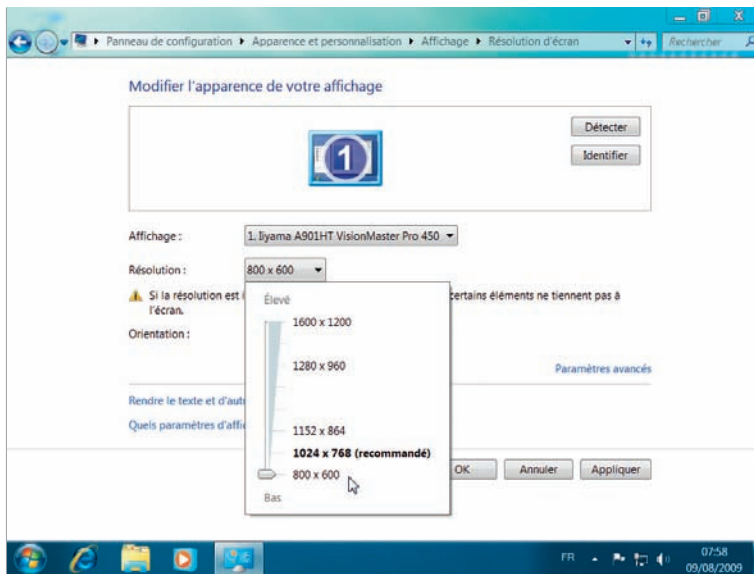 Panneau de configuration ▸ Apparence et personnalisation ▸ Affichage ▸ Résolution d'écran
Rechercher
Modifier l'apparence de votre affichage
1
Détecter
Identifier
Affichage :
1. Iiyama A901HT VisionMaster Pro 450
Résolution :
800 x 600
Si la résolution est
certains éléments ne tiennent pas à
l'écran.
Élevé
1600 x 1200
Orientation :
1280 x 960
Paramètres avancés
Rendre le texte et
Quels paramètres
1152 x 864
1024 x 768 (recommandé)
800 x 600
Bas
OK
Annuler
Appliquer
FR
07:58
09/08/2009